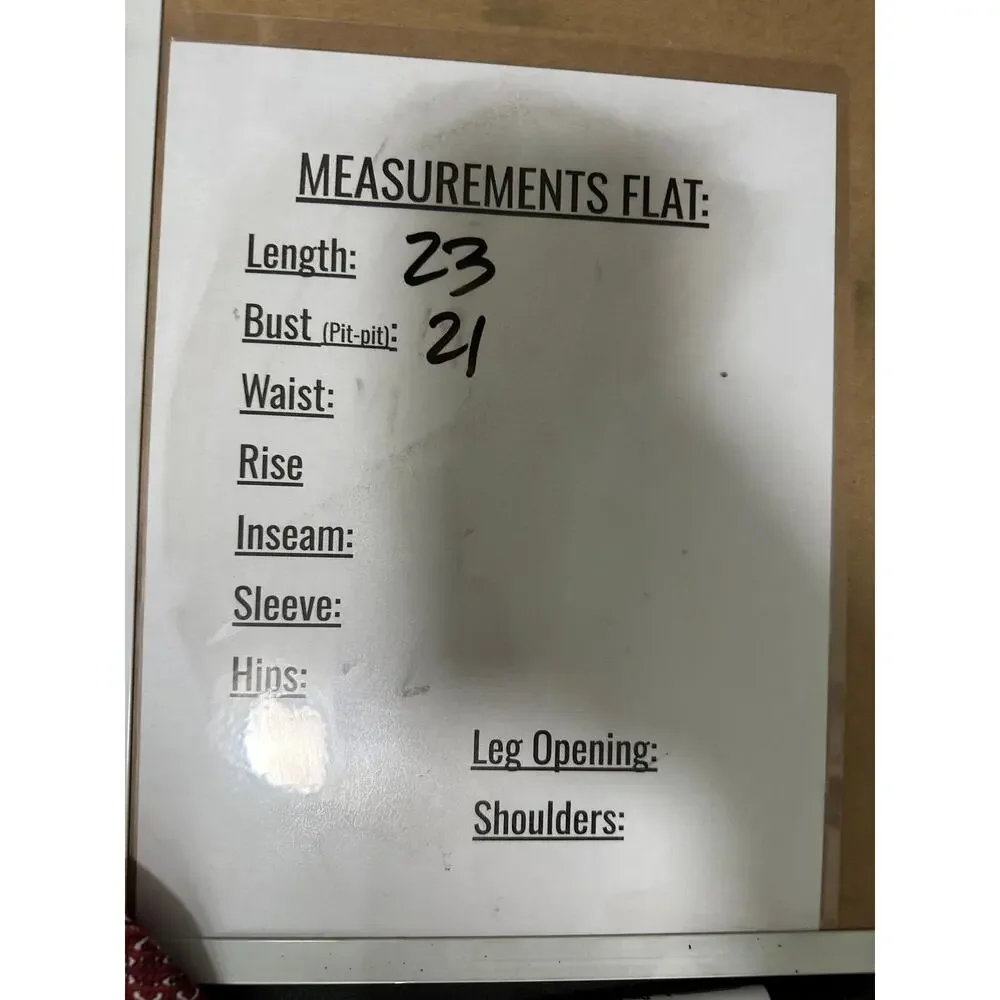 MEASUREMENTS FLAT:
Length: 23
Bust (Pit-pit): 21
Waist:
Rise
Inseam:
Sleeve:
Hips:
Leg Opening:
Shoulders: